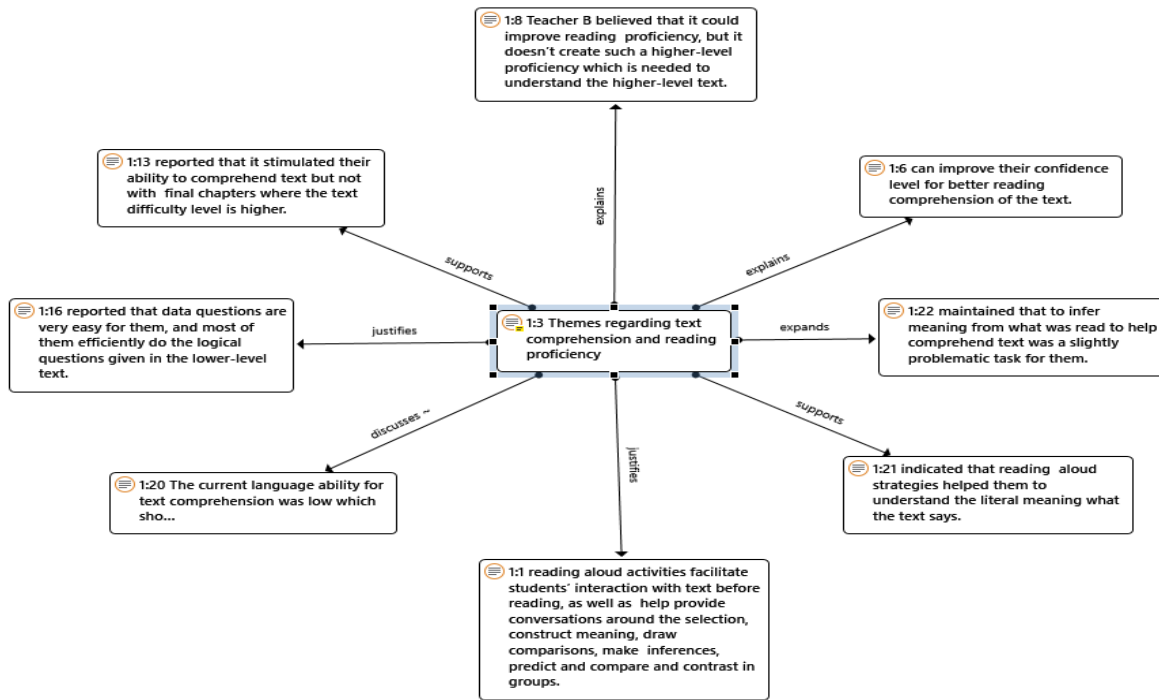 1:8 Teacher B believed that it could
improve reading proficiency, but it
doesn't create such a higher-level
proficiency which is needed to
understand the higher-level text.
1:13 reported that it stimulated their
ability to comprehend text but not
with final chapters where the text
difficulty level is higher.
explains
1:6 can improve their confidence
level for better reading
comprehension of the text.
supports
explains
1:16 reported that data questions are
very easy for them, and most of
them efficiently do the logical
questions given in the lower-level
text.
justifies
1:3 Themes regarding text
comprehension and reading
proficiency
expands
1:22 maintained that to infer
meaning from what was read to help
comprehend text was a slightly
problematic task for them.
discusses ~
supports
justifies
1:20 The current language ability for
text comprehension was low which
sho...
1:21 indicated that reading aloud
strategies helped them to
understand the literal meaning what
the text says.
1:1 reading aloud activities facilitate
students' interaction with text before
reading, as well as help provide
conversations around the selection,
construct meaning, draw
comparisons, make inferences,
predict and compare and contrast in
groups.